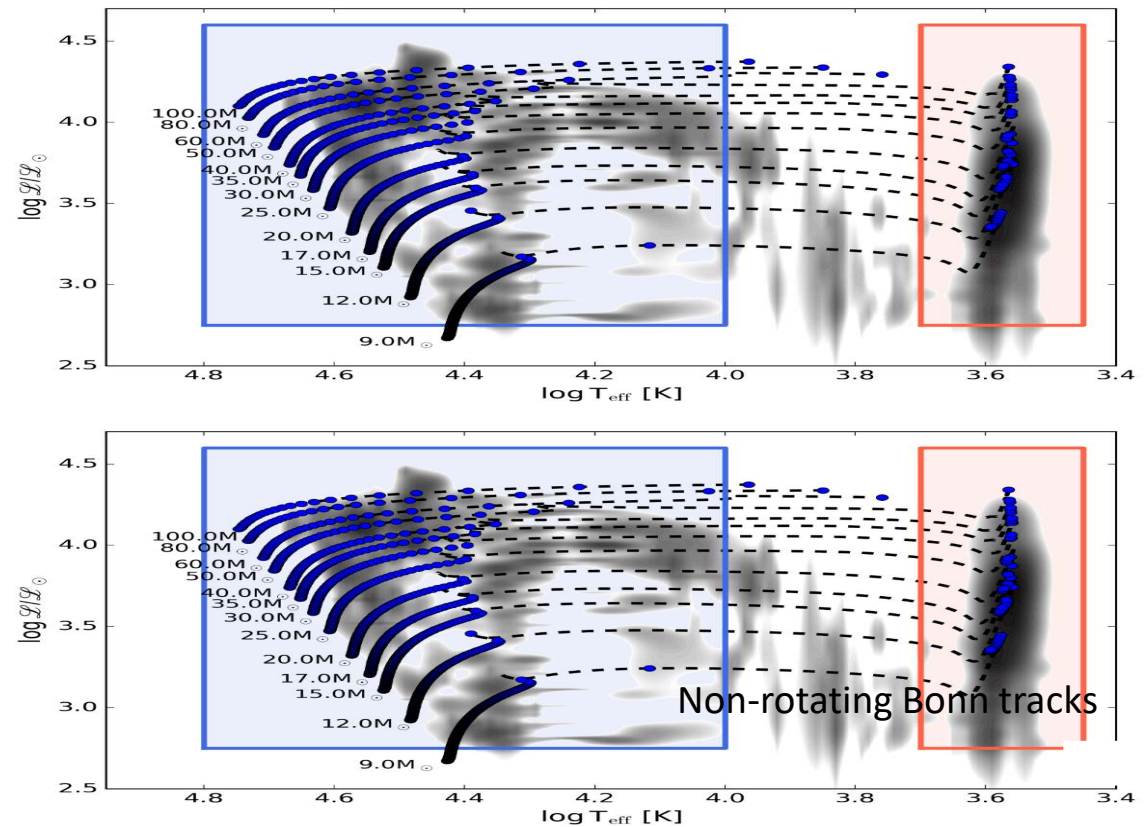 4.5
4.0
3.5
3.0
2.5
log ℒ/ℒ☉
100.0M☉
80.0M☉
60.0M☉
50.0M☉
40.0M☉
35.0M☉
30.0M☉
25.0M☉
20.0M☉
17.0M☉
15.0M☉
12.0M☉
9.0M☉
4.8 4.6 4.4 4.2 4.0 3.8 3.6 3.4
log Teff [K]
4.5
4.0
3.5
3.0
2.5
log ℒ/ℒ☉
100.0M☉
80.0M☉
60.0M☉
50.0M☉
40.0M☉
35.0M☉
30.0M☉
25.0M☉
20.0M☉
17.0M☉
15.0M☉
12.0M☉
9.0M☉
Non-rotating Bonn tracks
4.8 4.6 4.4 4.2 4.0 3.8 3.6 3.4
log Teff [K]